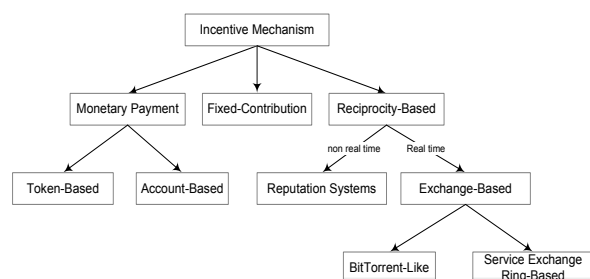 Incentive Mechanism
Monetary Payment
Fixed-Contribution
Reciprocity-Based
non real time
Real time
Token-Based
Account-Based
Reputation Systems
Exchange-Based
BitTorrent-Like
Service Exchange
Ring-Based